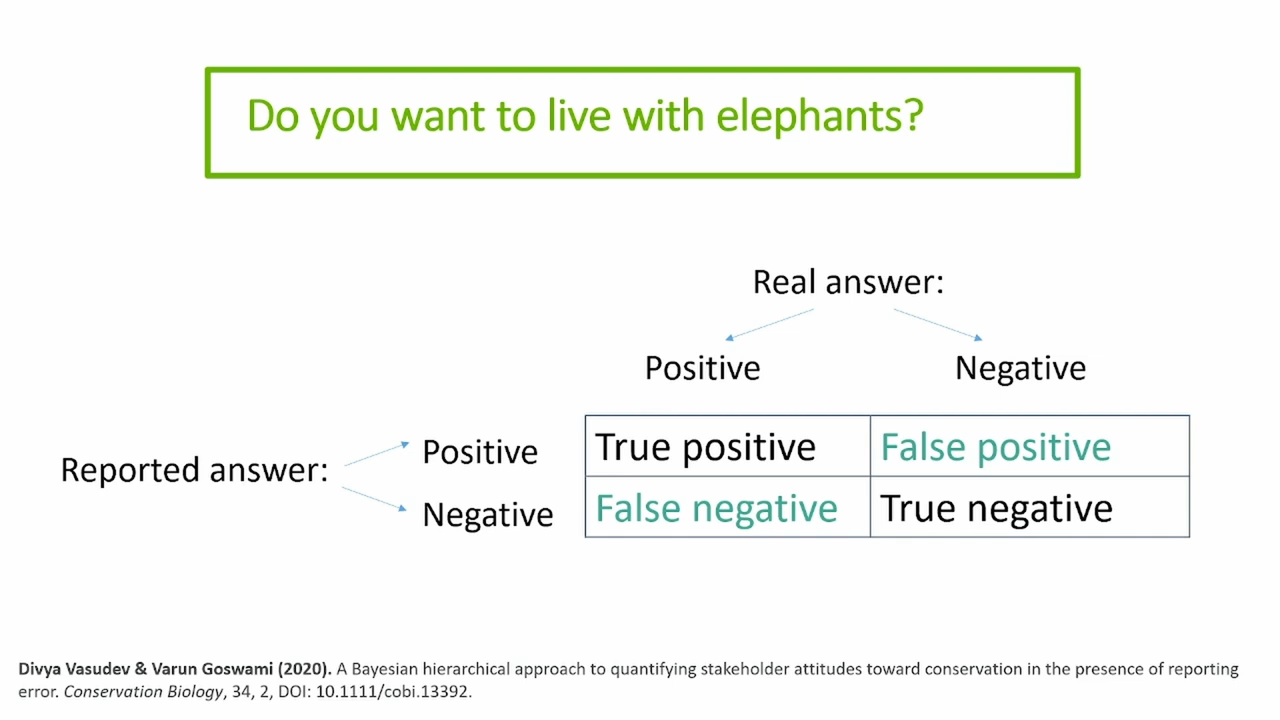 Do you want to live with elephants?
Real answer:
Positive
Negative
Reported answer:
Positive
Negative
True positive
False positive
False negative
True negative
Divya Vasudev & Varun Goswami (2020). A Bayesian hierarchical approach to quantifying stakeholder attitudes toward conservation in the presence of reporting
error. Conservation Biology, 34, 2, DOI: 10.1111/cobi.13392.